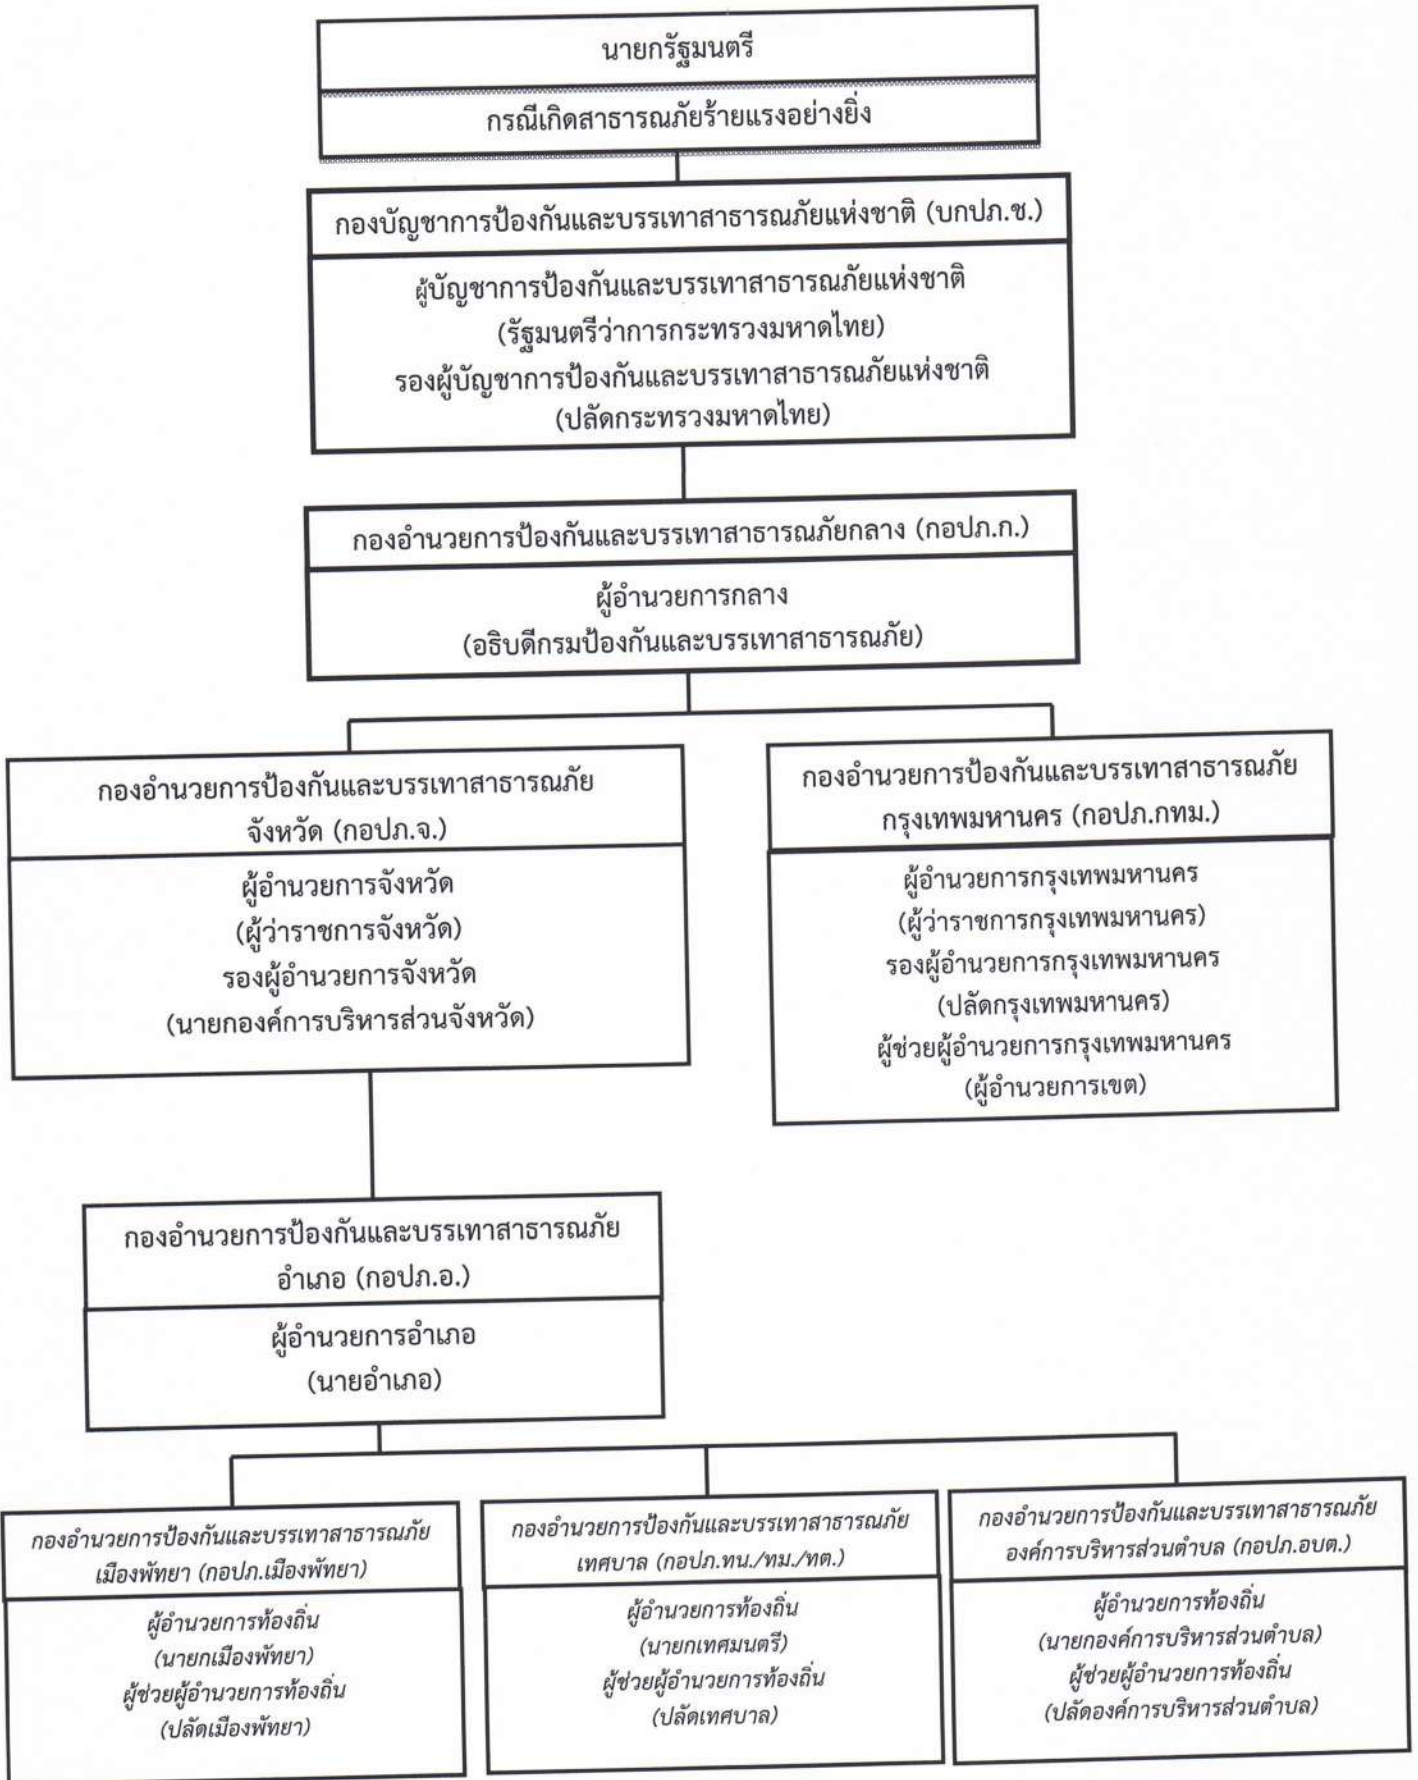 นายกรัฐมนตรี
กรณีเกิดสาธารณภัยร้ายแรงอย่างยิ่ง
กองบัญชาการป้องกันและบรรเทาสาธารณภัยแห่งชาติ (บกปภ.ช.)
ผู้บัญชาการป้องกันและบรรเทาสาธารณภัยแห่งชาติ
(รัฐมนตรีว่าการกระทรวงมหาดไทย)
รองผู้บัญชาการป้องกันและบรรเทาสาธารณภัยแห่งชาติ
(ปลัดกระทรวงมหาดไทย)
กองอำนวยการป้องกันและบรรเทาสาธารณภัยกลาง (กอปภ.ก.)
ผู้อำนวยการกลาง
(อธิบดีกรมป้องกันและบรรเทาสาธารณภัย)
กองอำนวยการป้องกันและบรรเทาสาธารณภัย
จังหวัด (กอปภ.จ.)
ผู้อำนวยการจังหวัด
(ผู้ว่าราชการจังหวัด)
รองผู้อำนวยการจังหวัด
(นายกองค์การบริหารส่วนจังหวัด)
กองอำนวยการป้องกันและบรรเทาสาธารณภัย
กรุงเทพมหานคร (กอปภ.กทม.)
ผู้อำนวยการกรุงเทพมหานคร
(ผู้ว่าราชการกรุงเทพมหานคร)
รองผู้อำนวยการกรุงเทพมหานคร
(ปลัดกรุงเทพมหานคร)
ผู้ช่วยผู้อำนวยการกรุงเทพมหานคร
(ผู้อำนวยการเขต)
กองอำนวยการป้องกันและบรรเทาสาธารณภัย
อำเภอ (กอปภ.อ.)
ผู้อำนวยการอำเภอ
(นายอำเภอ)
กองอำนวยการป้องกันและบรรเทาสาธารณภัย
เมืองพัทยา (กอปภ.เมืองพัทยา)
ผู้อำนวยการท้องถิ่น
(นายกเมืองพัทยา)
ผู้ช่วยผู้อำนวยการท้องถิ่น
(ปลัดเมืองพัทยา)
กองอำนวยการป้องกันและบรรเทาสาธารณภัย
เทศบาล (กอปภ.ทน./ทม./ทต.)
ผู้อำนวยการท้องถิ่น
(นายกเทศมนตรี)
ผู้ช่วยผู้อำนวยการท้องถิ่น
(ปลัดเทศบาล)
กองอำนวยการป้องกันและบรรเทาสาธารณภัย
องค์การบริหารส่วนตำบล (กอปภ.อบต.)
ผู้อำนวยการท้องถิ่น
(นายกองค์การบริหารส่วนตำบล)
ผู้ช่วยผู้อำนวยการท้องถิ่น
(ปลัดองค์การบริหารส่วนตำบล)